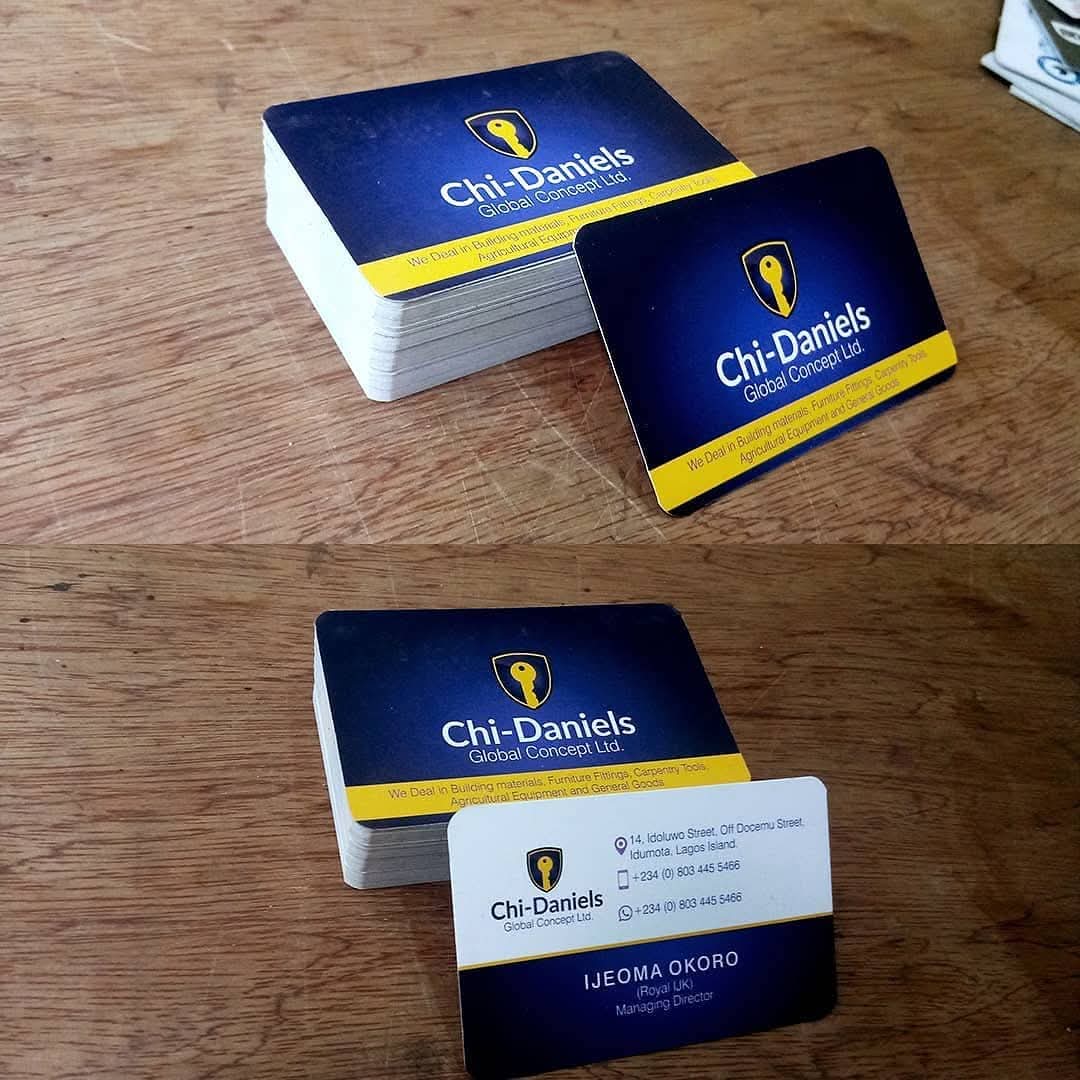 Chi-Daniels
Global Concept Ltd.
We Deal in Building materials, Furniture Fittings, Carpentry Tools,
Agricultural Equipm
Chi-Daniels
Global Concept Ltd.
We Deal in Building materials, Furniture Fittings, Carpentry Tools,
Agricultural Equipment and General Goods
Chi-Daniels
Global Concept Ltd.
We Deal in Building materials, Furniture Fittings, Carpentry Tools,
Agricultural Equipment and General Goods
Chi-Daniels
Global Concept Ltd.
14, Idoluwo Street, Off Docemu Street,
Idumota, Lagos Island.
+234 (0) 803 445 5466
+234 (0) 803 445 5466
IJEOMA OKORO
(Royal IJK)
Managing Director